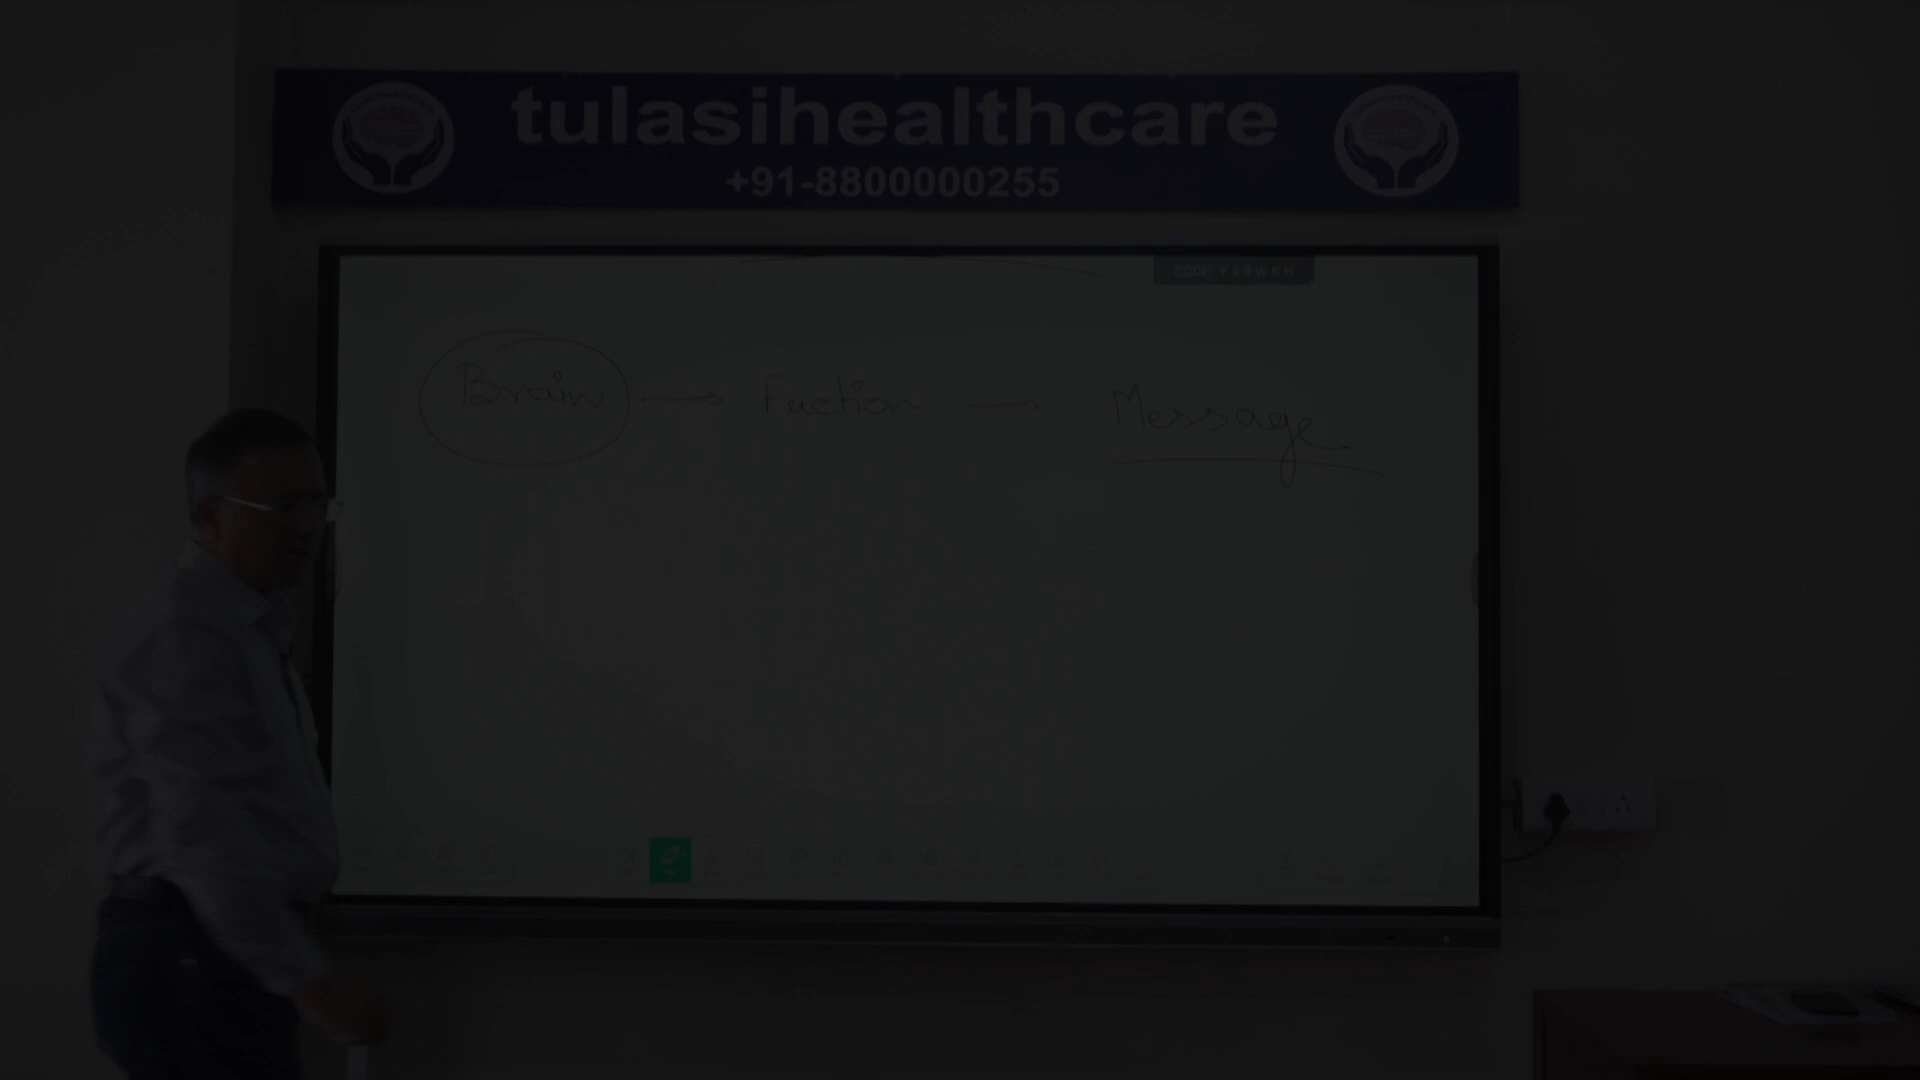 tulasihealthcare
+91-8800000255
Brain → Fuction → Message